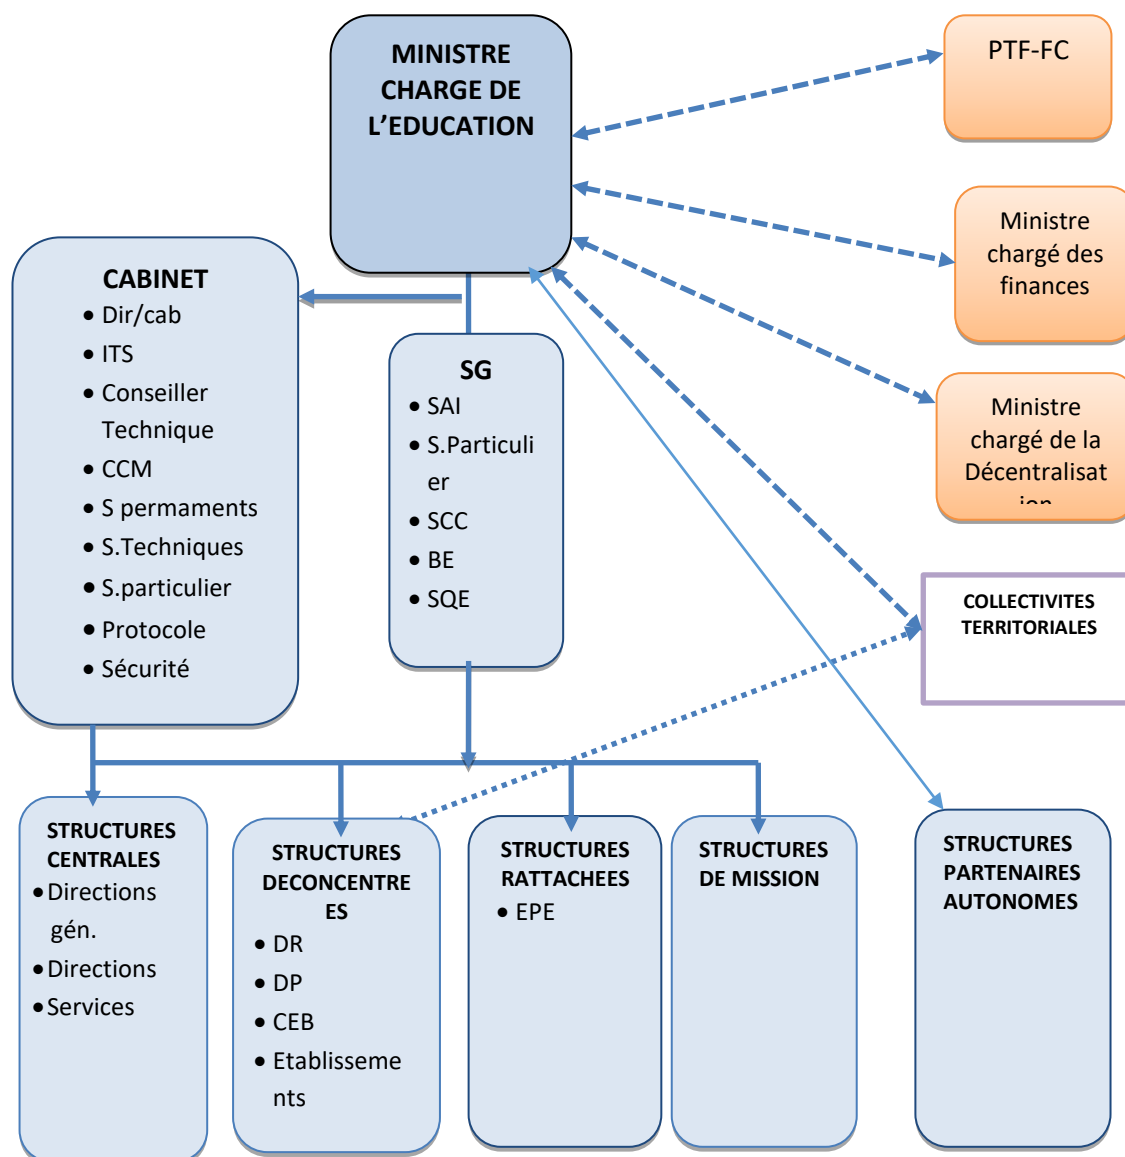 MINISTRE
CHARGE DE
L’EDUCATION
PTF-FC
Ministre
chargé des
finances
Ministre
chargé de la
Décentralisat
ion
CABINET
• Dir/cab
• ITS
• Conseiller
Technique
• CCM
• S permaments
• S.Techniques
• S.particulier
• Protocole
• Sécurité
SG
• SAI
• S.Particuli
er
• SCC
• BE
• SQE
COLLECTIVITES
TERRITORIALES
STRUCTURES
CENTRALES
• Directions
gén.
• Directions
• Services
STRUCTURES
DECONCENTRE
ES
• DR
• DP
• CEB
• Etablisseme
nts
STRUCTURES
RATTACHEES
• EPE
STRUCTURES
DE MISSION
STRUCTURES
PARTENAIRES
AUTONOMES